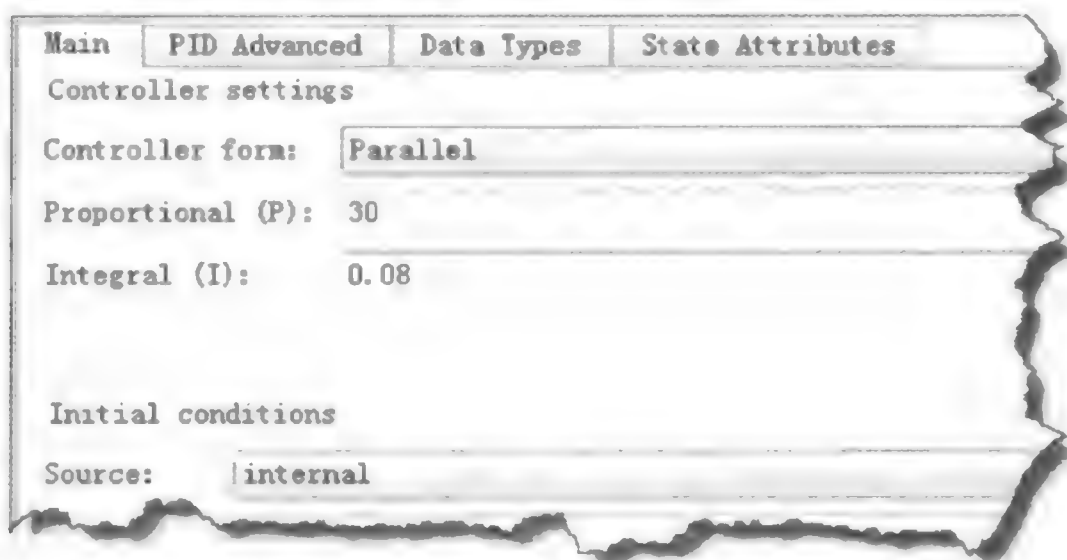 Main PID Advanced Data Types State Attributes
Controller settings
Controller form: Parallel
Proportional (P): 30
Integral (I): 0.08
Initial conditions
Source: internal